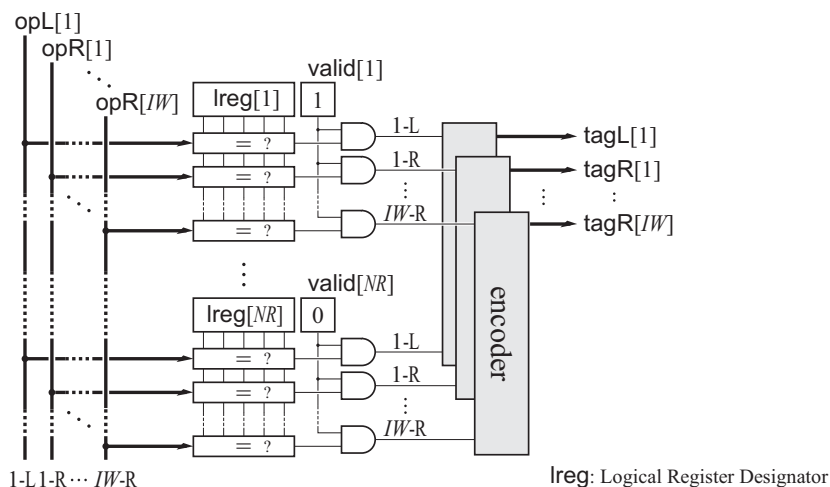 opL[1]
opR[1]
opR[IW]
valid[1]
lreg[1]
1
= ?
1-L
tagL[1]
= ?
1-R
tagR[1]
= ?
IW-R
tagR[IW]
valid[NR]
lreg[NR]
0
= ?
1-L
= ?
1-R
= ?
IW-R
encoder
1-L 1-R ··· IW-R
lreg: Logical Register Designator